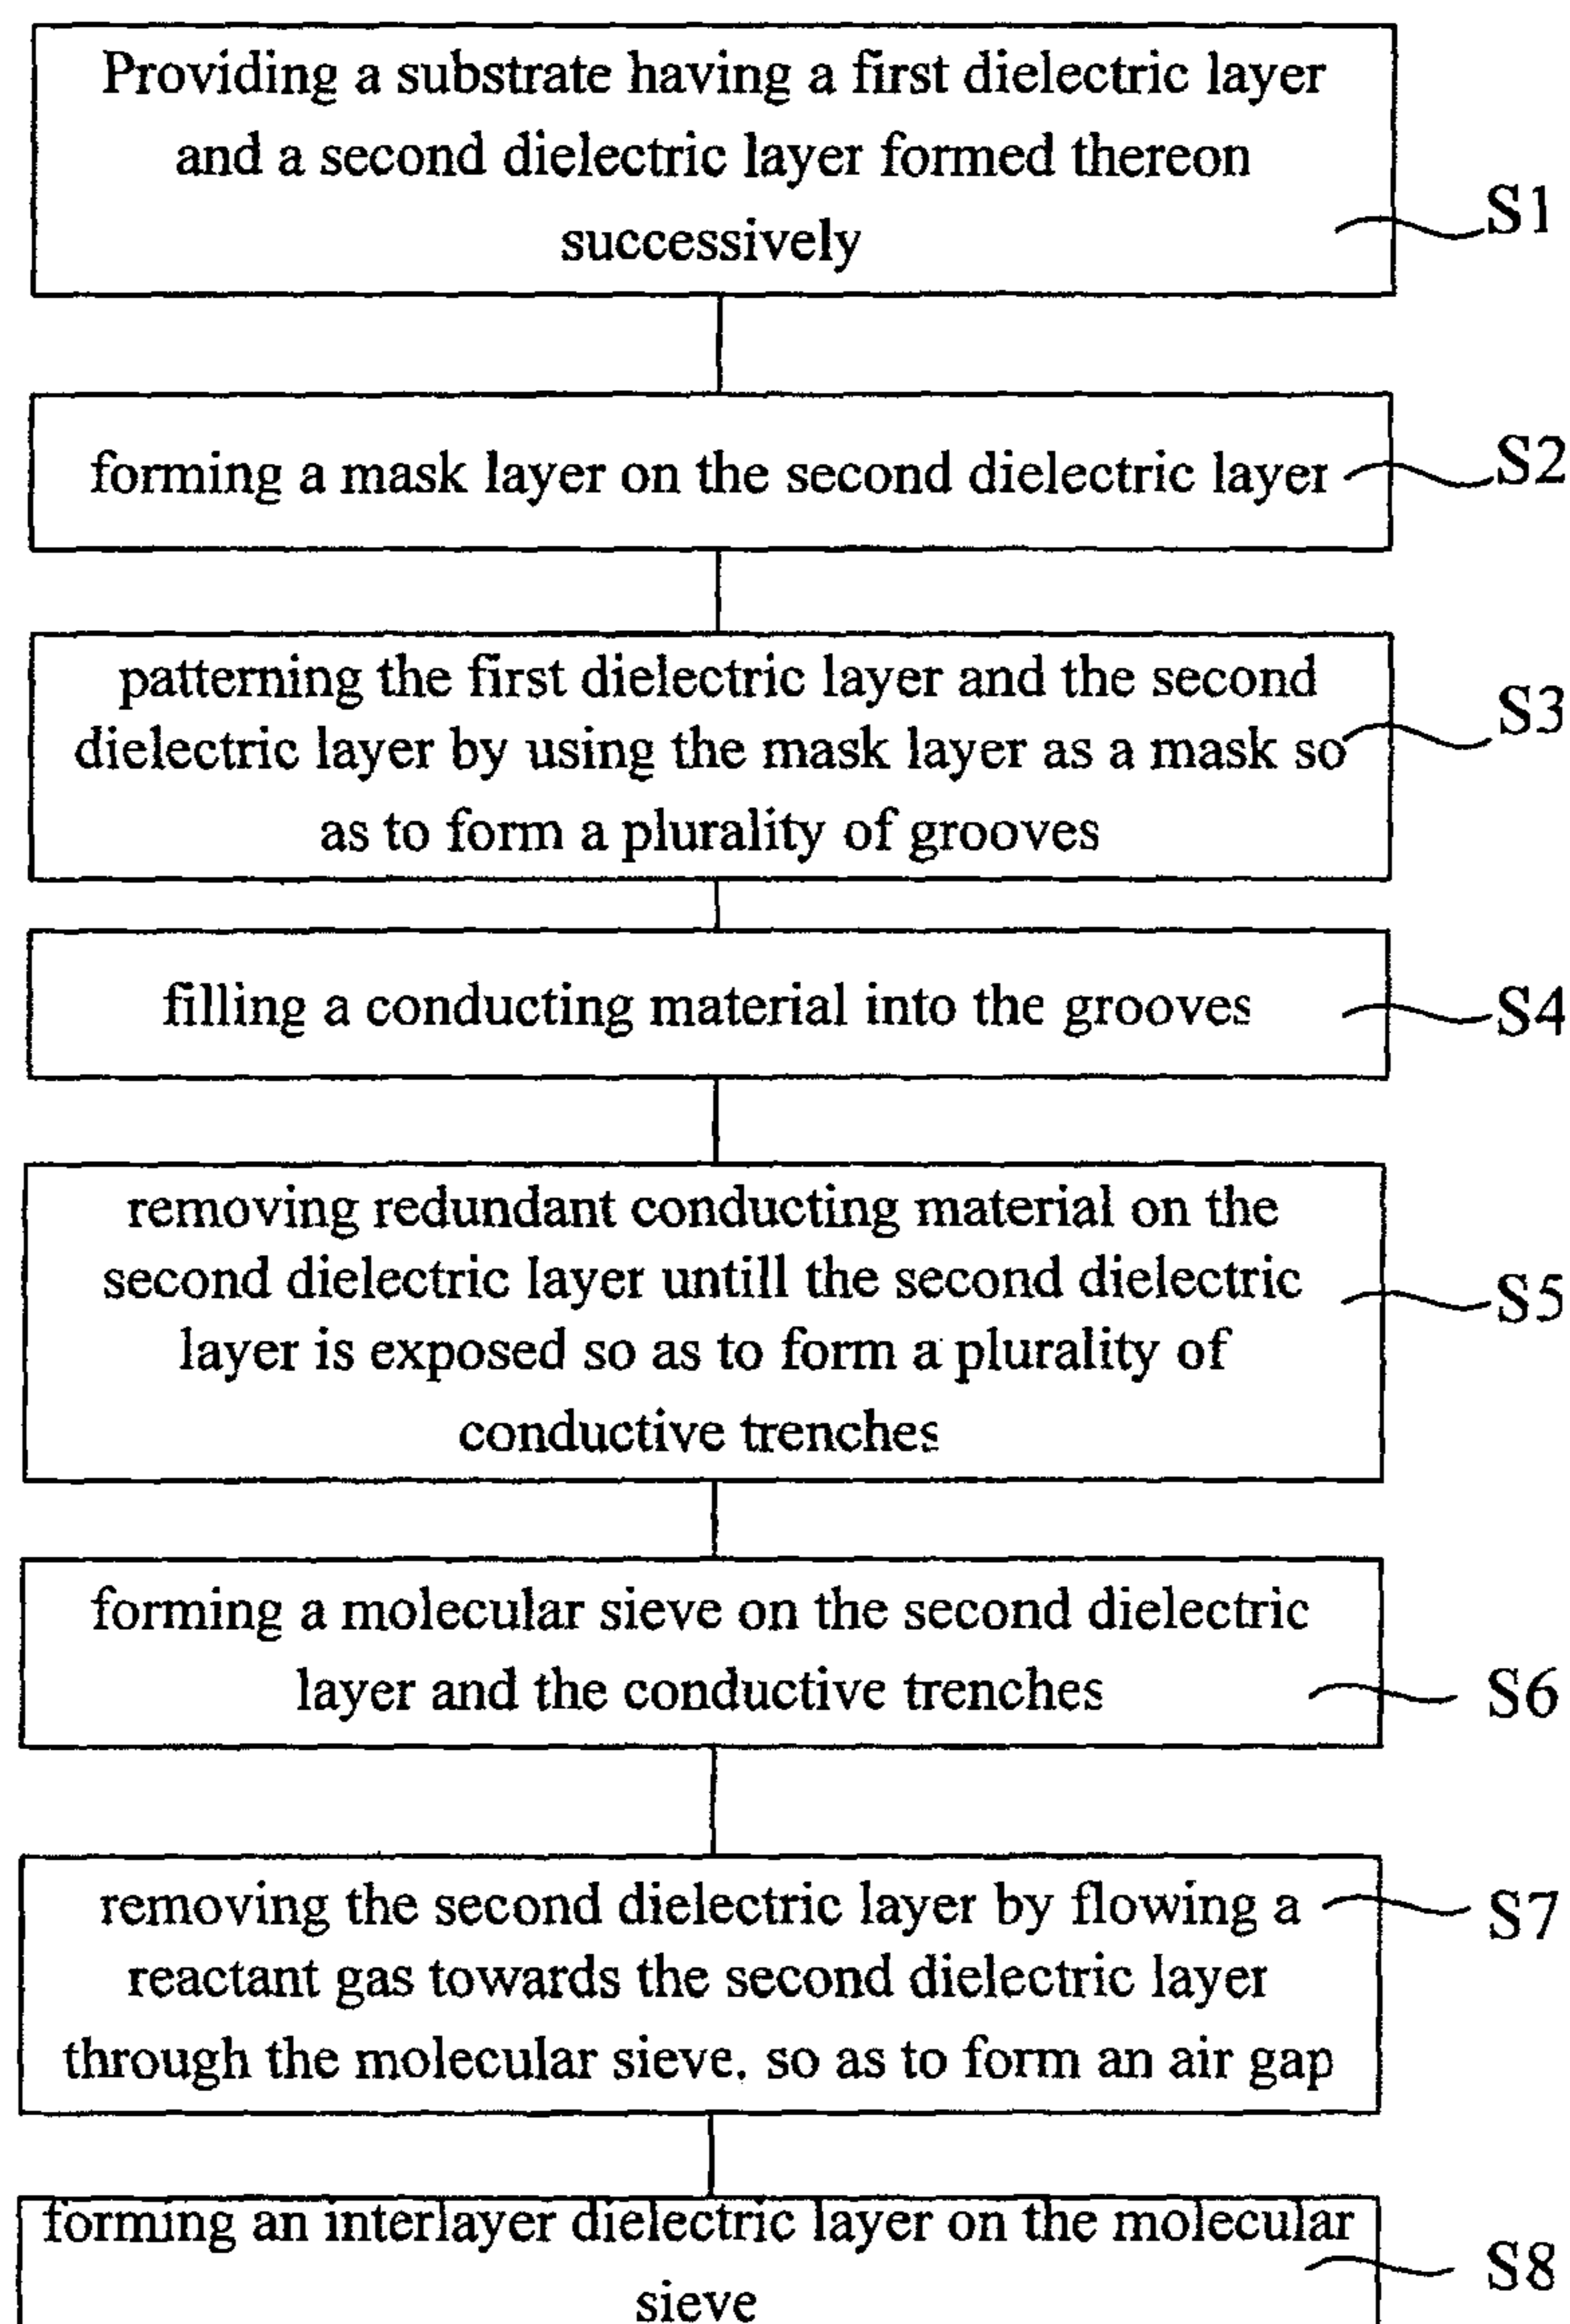 Providing a substrate having a first dielectric layer
and a second dielectric layer formed thereon
successively
S1
forming a mask layer on the second dielectric layer
S2
patterning the first dielectric layer and the second
dielectric layer by using the mask layer as a mask so
as to form a plurality of grooves
S3
filling a conducting material into the grooves
S4
removing redundant conducting material on the
second dielectric layer untill the second dielectric
layer is exposed so as to form a plurality of
conductive trenches
S5
forming a molecular sieve on the second dielectric
layer and the conductive trenches
S6
removing the second dielectric layer by flowing a
reactant gas towards the second dielectric layer
through the molecular sieve. so as to form an air gap
S7
forming an interlayer dielectric layer on the molecular
sieve
S8